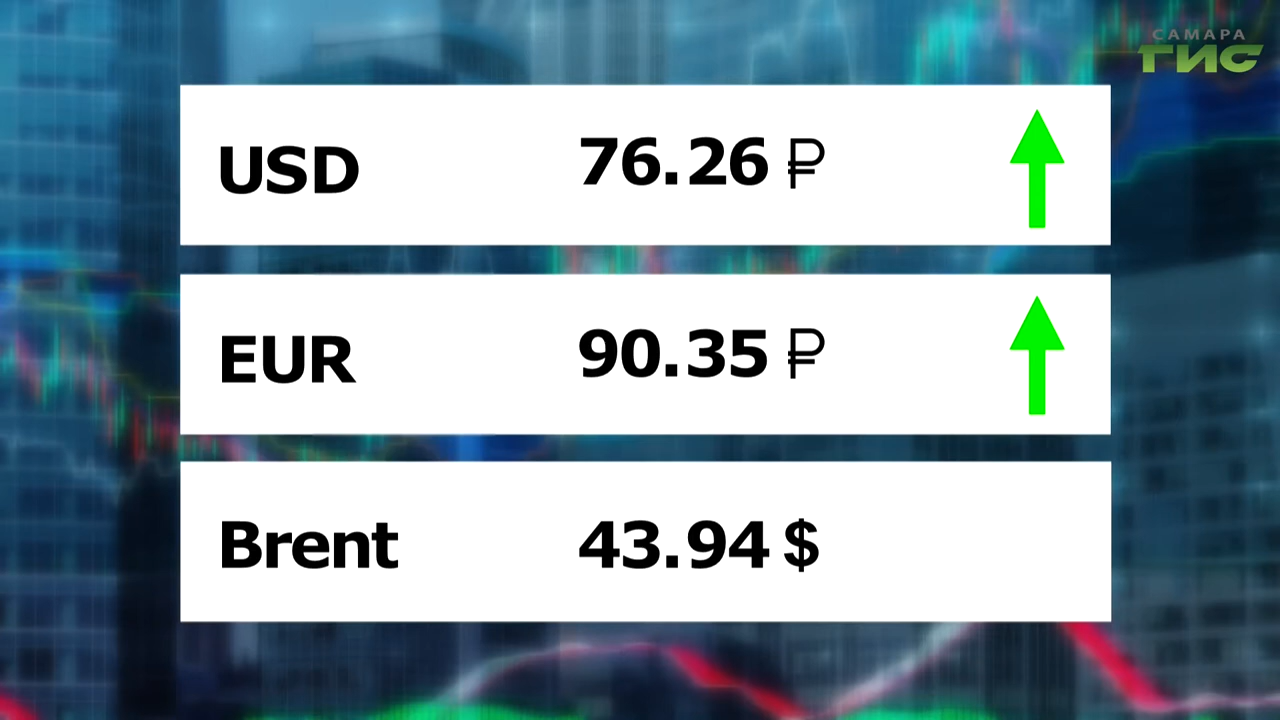 САМАРА
ГИС
USD 76.26 ₽
EUR 90.35 ₽
Brent 43.94 $